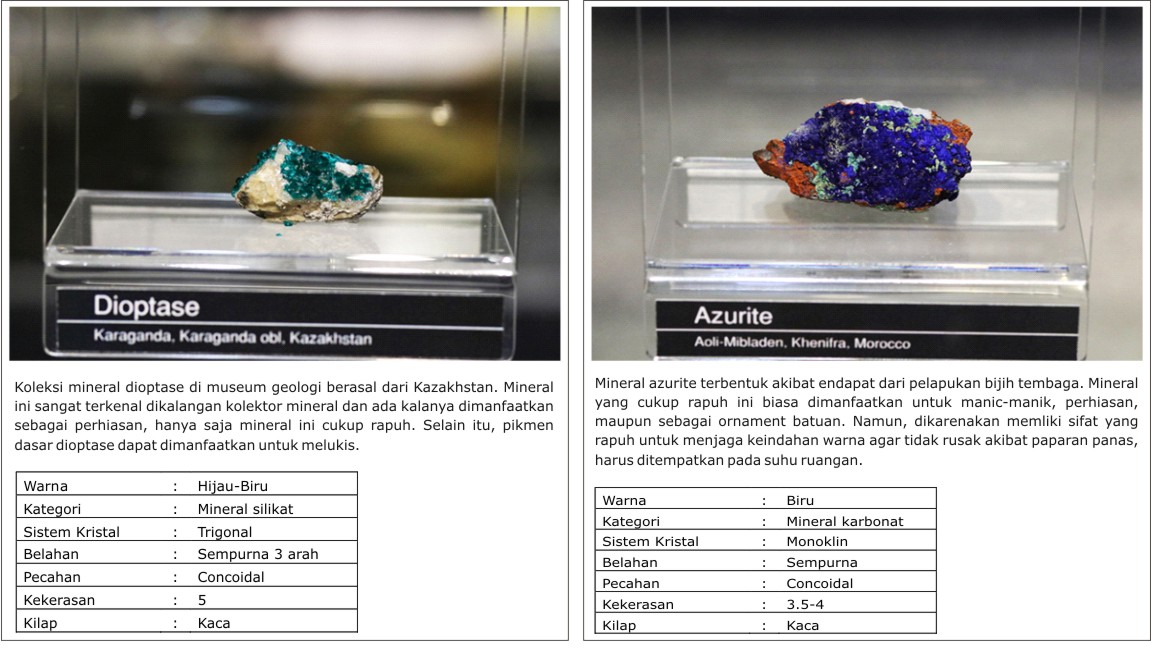 Dioptase
Karaganda, Karaganda obl, Kazakhstan
Koleksi mineral dioptase di museum geologi berasal dari Kazakhstan. Mineral
ini sangat terkenal dikalangan kolektor mineral dan ada kalanya dimanfaatkan
sebagai perhiasan, hanya saja mineral ini cukup rapuh. Selain itu, pikmen
dasar dioptase dapat dimanfaatkan untuk melukis.
Warna : Hijau-Biru
Kategori : Mineral silikat
Sistem Kristal : Trigonal
Belahan : Sempurna 3 arah
Pecahan : Concoidal
Kekerasan : 5
Kilap : Kaca
Azurite
Aoli-Mibladen, Khenifra, Morocco
Mineral azurite terbentuk akibat endapat dari pelapukan bijih tembaga. Mineral
yang cukup rapuh ini biasa dimanfaatkan untuk manic-manik, perhiasan,
maupun sebagai ornament batuan. Namun, dikarenakan memliki sifat yang
rapuh untuk menjaga keindahan warna agar tidak rusak akibat paparan panas,
harus ditempatkan pada suhu ruangan.
Warna : Biru
Kategori : Mineral karbonat
Sistem Kristal : Monoklin
Belahan : Sempurna
Pecahan : Concoidal
Kekerasan : 3.5-4
Kilap : Kaca